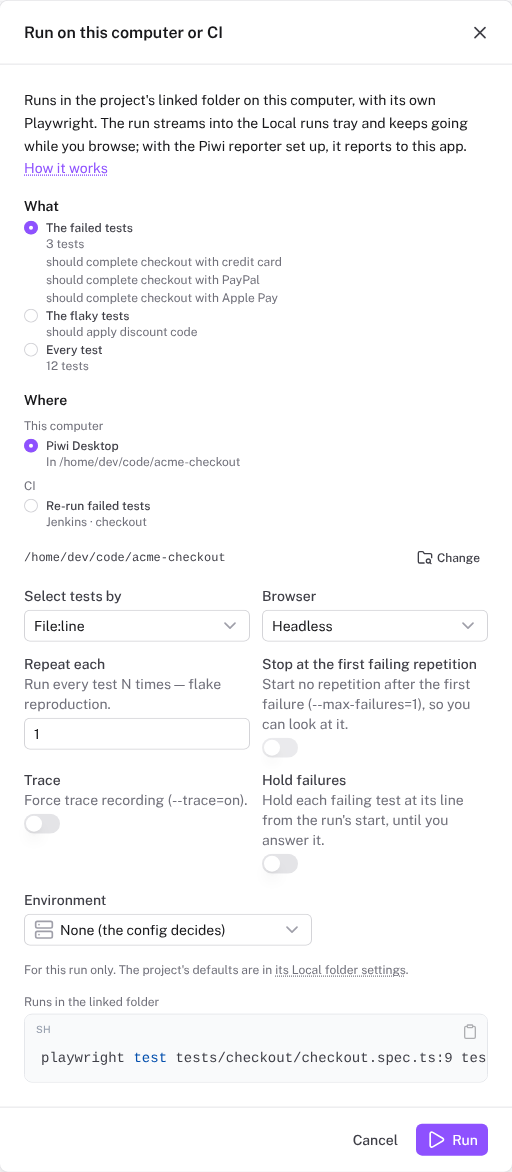 Run on this computer or CI
Runs in the project's linked folder on this computer, with its own
Playwright. The run streams into the Local runs tray and keeps going
while you browse; with the Piwi reporter set up, it reports to this app.
How it works
What
The failed tests
3 tests
should complete checkout with credit card
should complete checkout with PayPal
should complete checkout with Apple Pay
The flaky tests
should apply discount code
Every test
12 tests
Where
This computer
Piwi Desktop
In /home/dev/code/acme-checkout
CI
Re-run failed tests
Jenkins · checkout
/home/dev/code/acme-checkout
Change
Select tests by
File:line
Browser
Headless
Repeat each
Run every test N times — flake
reproduction.
1
Stop at the first failing repetition
Start no repetition after the first
failure (--max-failures=1), so you
can look at it.
Trace
Force trace recording (--trace=on).
Hold failures
Hold each failing test at its line
from the run's start, until you
answer it.
Environment
None (the config decides)
For this run only. The project's defaults are in its Local folder settings.
Runs in the linked folder
SH
playwright test tests/checkout/checkout.spec.ts:9 tes
Cancel
Run